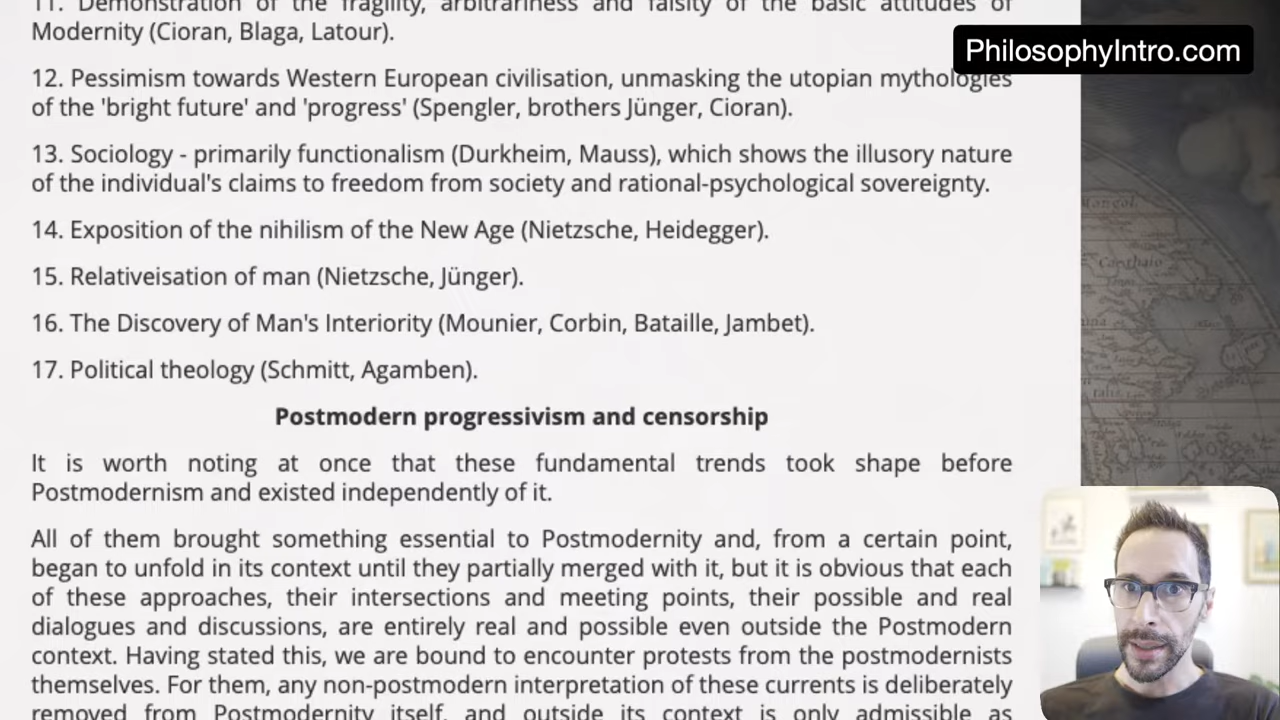 11. Demonstration of the fragility, arbitrariness and falsity of the basic attitudes of
Modernity (Cioran, Blaga, Latour).
PhilosophyIntro.com
12. Pessimism towards Western European civilisation, unmasking the utopian mythologies
of the 'bright future' and 'progress' (Spengler, brothers Jünger, Cioran).
13. Sociology - primarily functionalism (Durkheim, Mauss), which shows the illusory nature
of the individual's claims to freedom from society and rational-psychological sovereignty.
14. Exposition of the nihilism of the New Age (Nietzsche, Heidegger).
15. Relativeisation of man (Nietzsche, Jünger).
16. The Discovery of Man's Interiority (Mounier, Corbin, Bataille, Jambet).
17. Political theology (Schmitt, Agamben).
Postmodern progressivism and censorship
It is worth noting at once that these fundamental trends took shape before
Postmodernism and existed independently of it.
All of them brought something essential to Postmodernity and, from a certain point,
began to unfold in its context until they partially merged with it, but it is obvious that each
of these approaches, their intersections and meeting points, their possible and real
dialogues and discussions, are entirely real and possible even outside the Postmodern
context. Having stated this, we are bound to encounter protests from the postmodernists
themselves. For them, any non-postmodern interpretation of these currents is deliberately
removed from Postmodernity itself, and outside its context is only admissible as